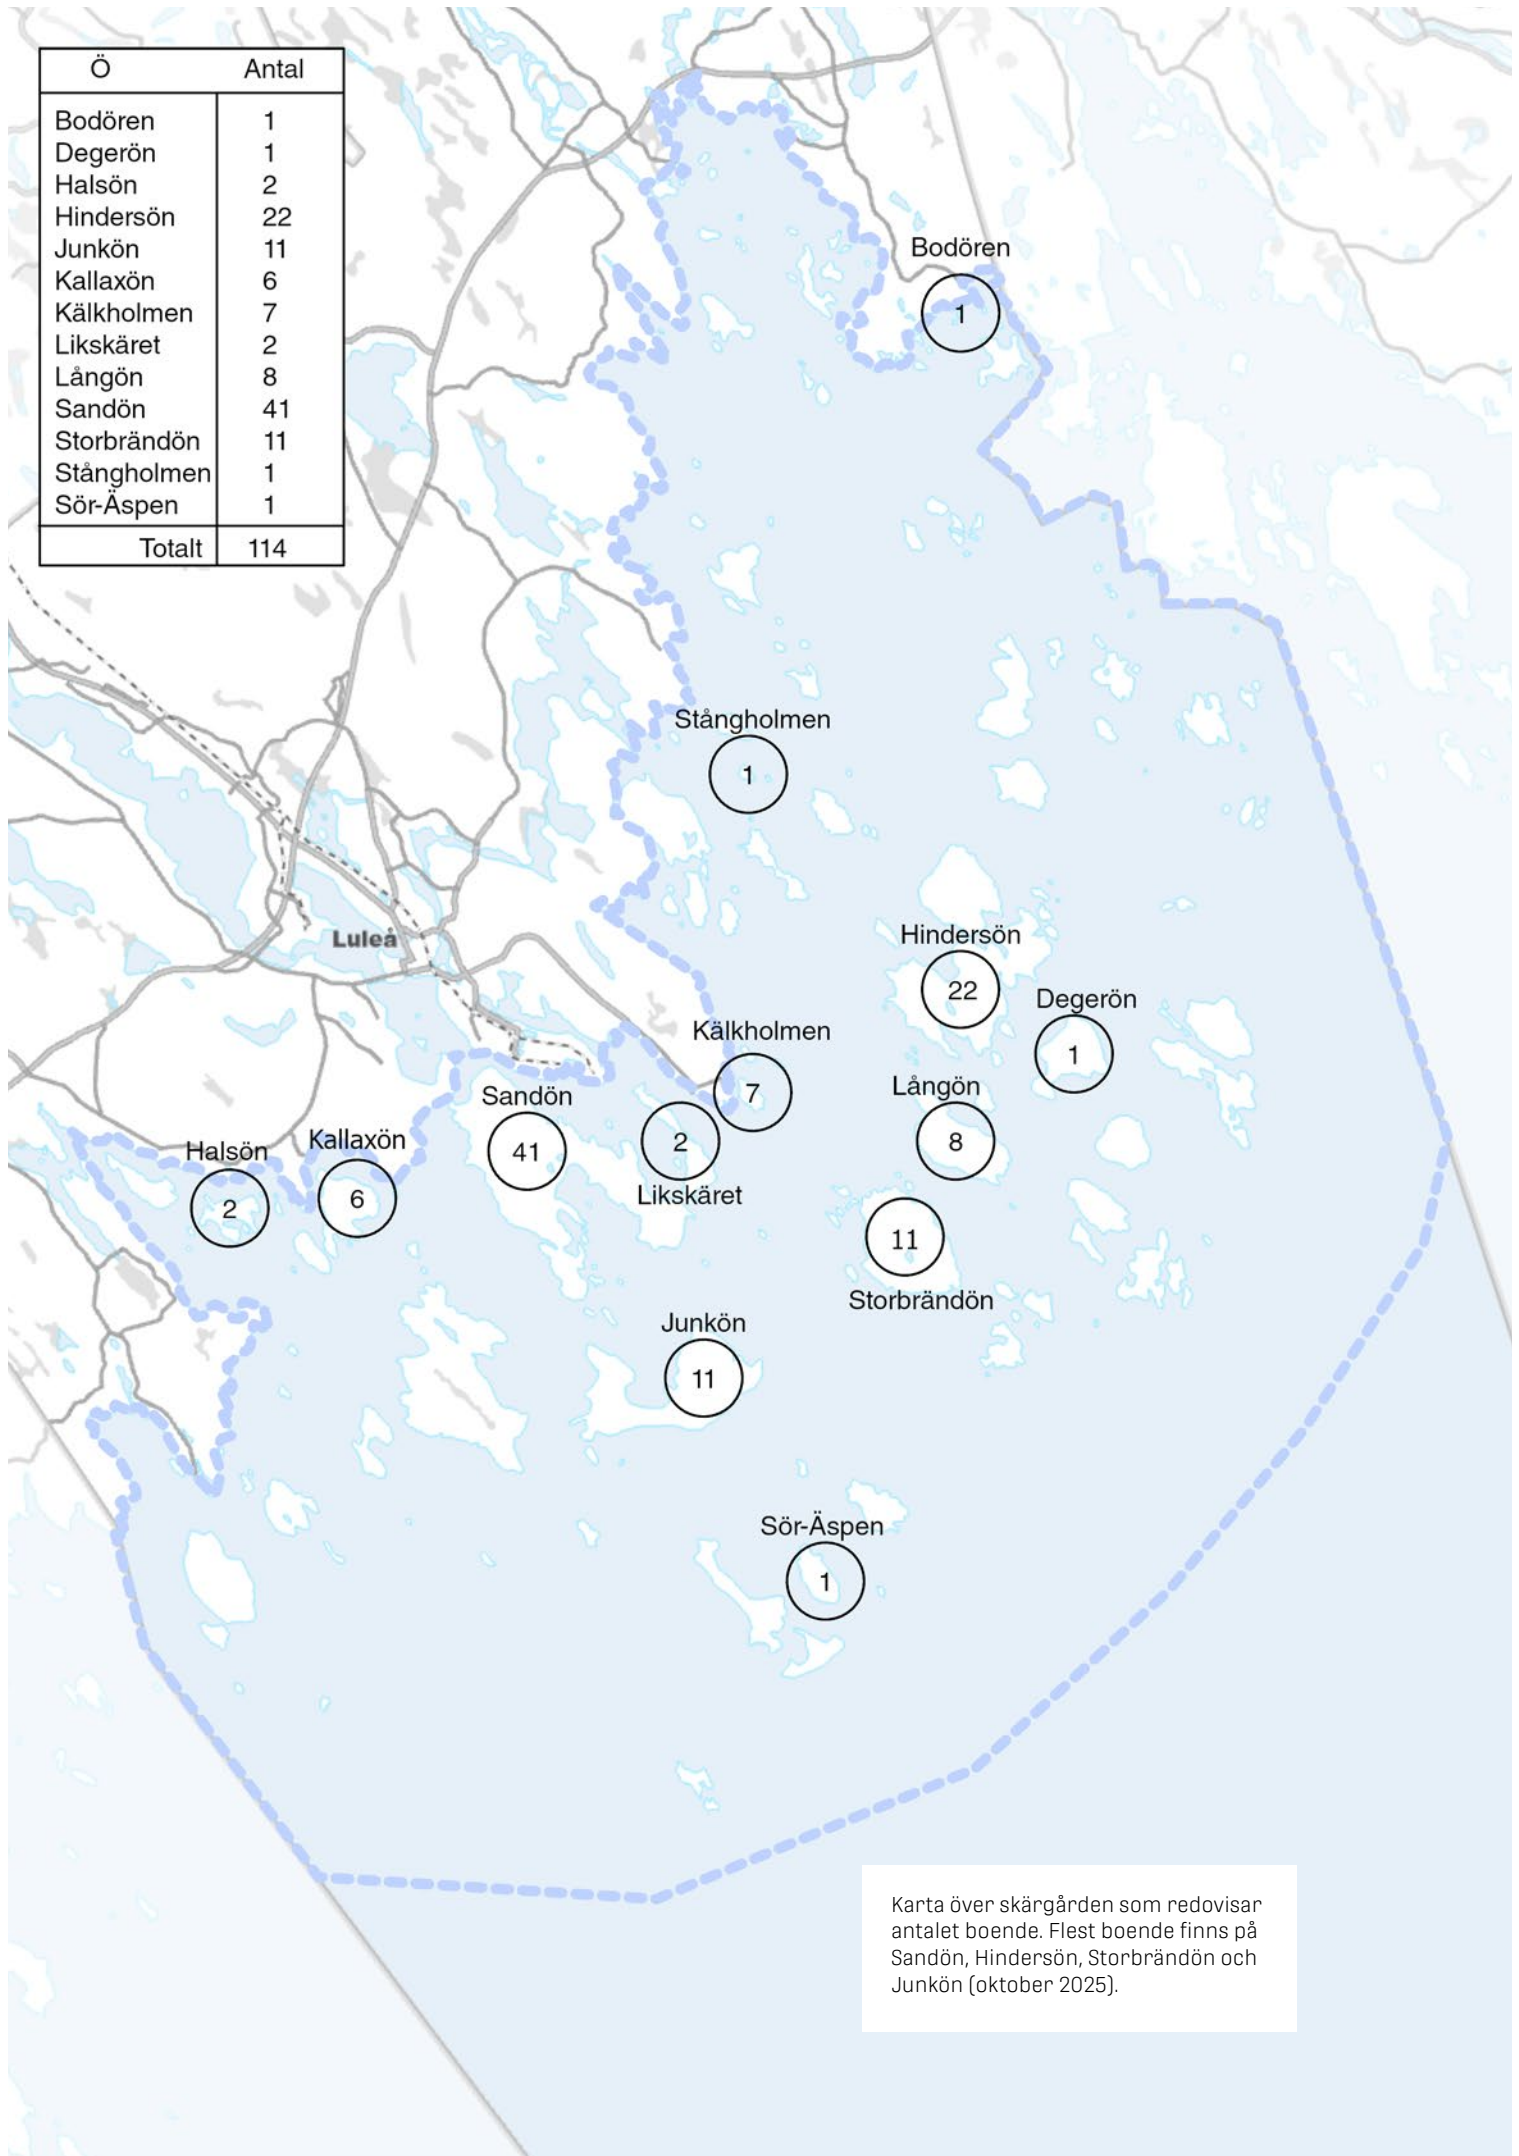 Ö Antal
Bodören 1
Degerön 1
Halsön 2
Hindersön 22
Junkön 11
Kallaxön 6
Kälkholmen 7
Likskäret 2
Långön 8
Sandön 41
Storbrändön 11
Stångholmen 1
Sör-Äspen 1
Totalt 114
Bodören
1
Stångholmen
1
Luleå
Hindersön
22
Degerön
1
Kälkholmen
7
Långön
8
Sandön
41
2
Likskäret
Halsön
2
Kallaxön
6
11
Storbrändön
Junkön
11
Sör-Äspen
1
Karta över skärgården som redovisar
antalet boende. Flest boende finns på
Sandön, Hindersön, Storbrändön och
Junkön (oktober 2025).